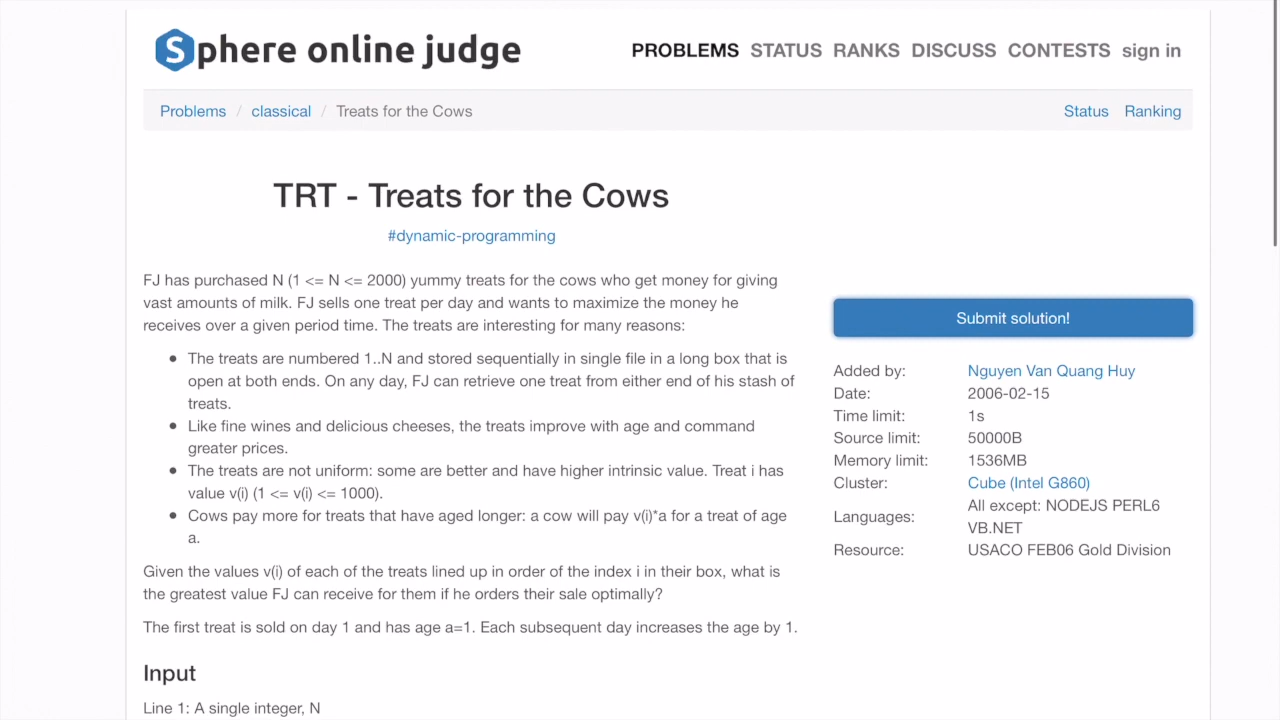 Sphere online judge
PROBLEMS STATUS RANKS DISCUSS CONTESTS sign in
Problems / classical / Treats for the Cows
Status Ranking
TRT - Treats for the Cows
#dynamic-programming
FJ has purchased N (1 <= N <= 2000) yummy treats for the cows who get money for giving
vast amounts of milk. FJ sells one treat per day and wants to maximize the money he
receives over a given period time. The treats are interesting for many reasons:
• The treats are numbered 1..N and stored sequentially in single file in a long box that is
open at both ends. On any day, FJ can retrieve one treat from either end of his stash of
treats.
• Like fine wines and delicious cheeses, the treats improve with age and command
greater prices.
• The treats are not uniform: some are better and have higher intrinsic value. Treat i has
value v(i) (1 <= v(i) <= 1000).
• Cows pay more for treats that have aged longer: a cow will pay v(i)*a for a treat of age
a.
Given the values v(i) of each of the treats lined up in order of the index i in their box, what is
the greatest value FJ can receive for them if he orders their sale optimally?
The first treat is sold on day 1 and has age a=1. Each subsequent day increases the age by 1.
Input
Line 1: A single integer, N
Submit solution!
Added by: Nguyen Van Quang Huy
Date: 2006-02-15
Time limit: 1s
Source limit: 50000B
Memory limit: 1536MB
Cluster: Cube (Intel G860)
Languages: All except: NODEJS PERL6
VB.NET
Resource: USACO FEB06 Gold Division